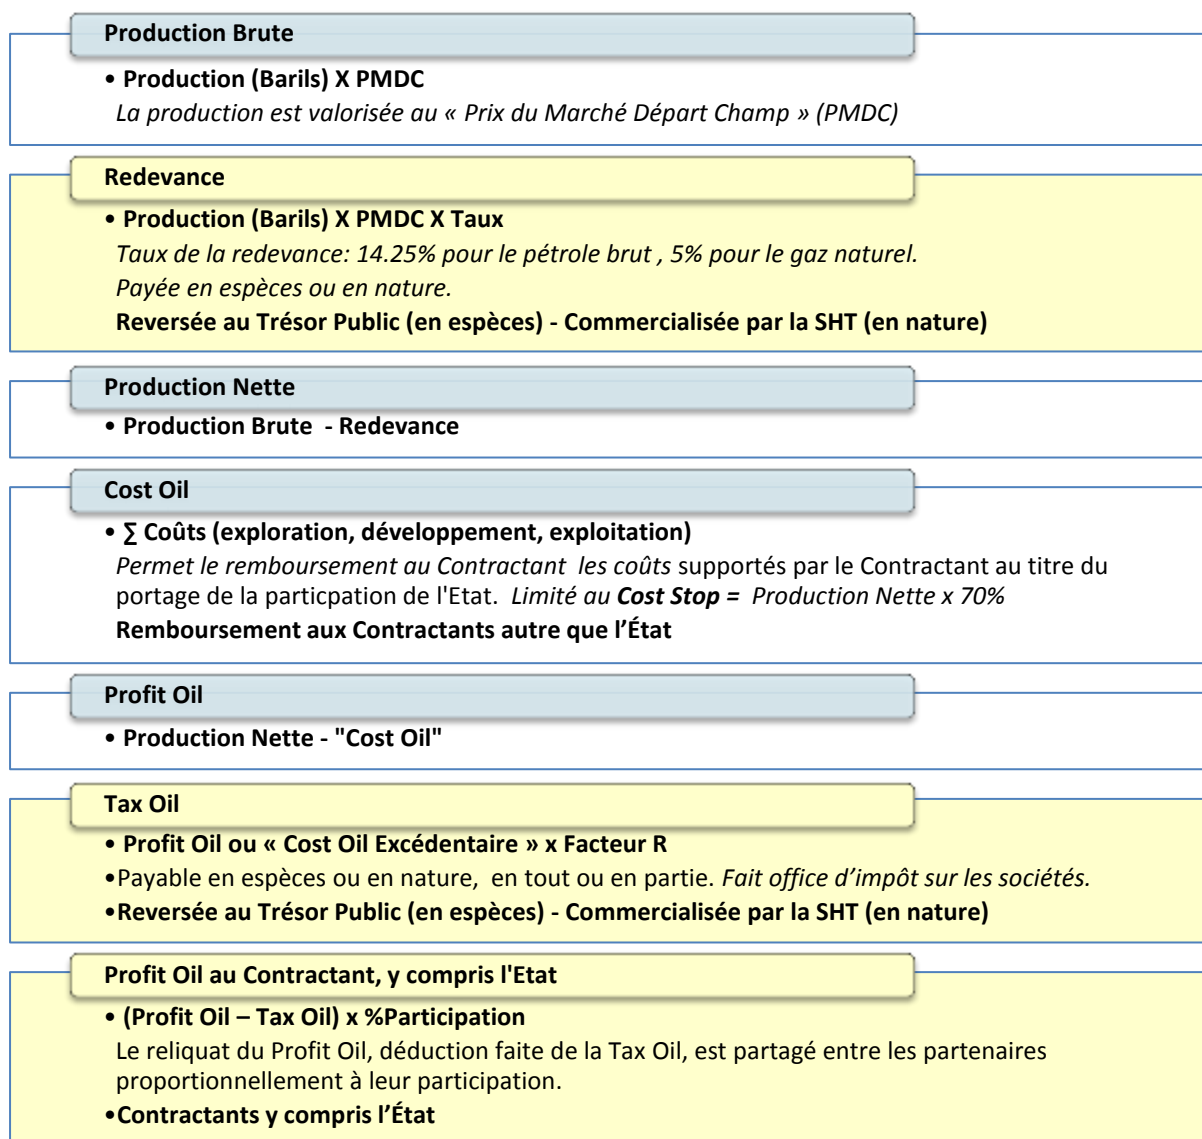 Production Brute
• Production (Barils) X PMDC
La production est valorisée au « Prix du Marché Départ Champ » (PMDC)
Redevance
• Production (Barils) X PMDC X Taux
Taux de la redevance: 14.25% pour le pétrole brut , 5% pour le gaz naturel.
Payée en espèces ou en nature.
Reversée au Trésor Public (en espèces) - Commercialisée par la SHT (en nature)
Production Nette
• Production Brute - Redevance
Cost Oil
• ∑ Coûts (exploration, développement, exploitation)
Permet le remboursement au Contractant les coûts supportés par le Contractant au titre du
portage de la particpation de l'Etat. Limité au Cost Stop = Production Nette x 70%
Remboursement aux Contractants autre que l’État
Profit Oil
• Production Nette - "Cost Oil"
Tax Oil
• Profit Oil ou « Cost Oil Excédentaire » x Facteur R
•Payable en espèces ou en nature, en tout ou en partie. Fait office d’impôt sur les sociétés.
•Reversée au Trésor Public (en espèces) - Commercialisée par la SHT (en nature)
Profit Oil au Contractant, y compris l'Etat
• (Profit Oil – Tax Oil) x %Participation
Le reliquat du Profit Oil, déduction faite de la Tax Oil, est partagé entre les partenaires
proportionnellement à leur participation.
•Contractants y compris l’État